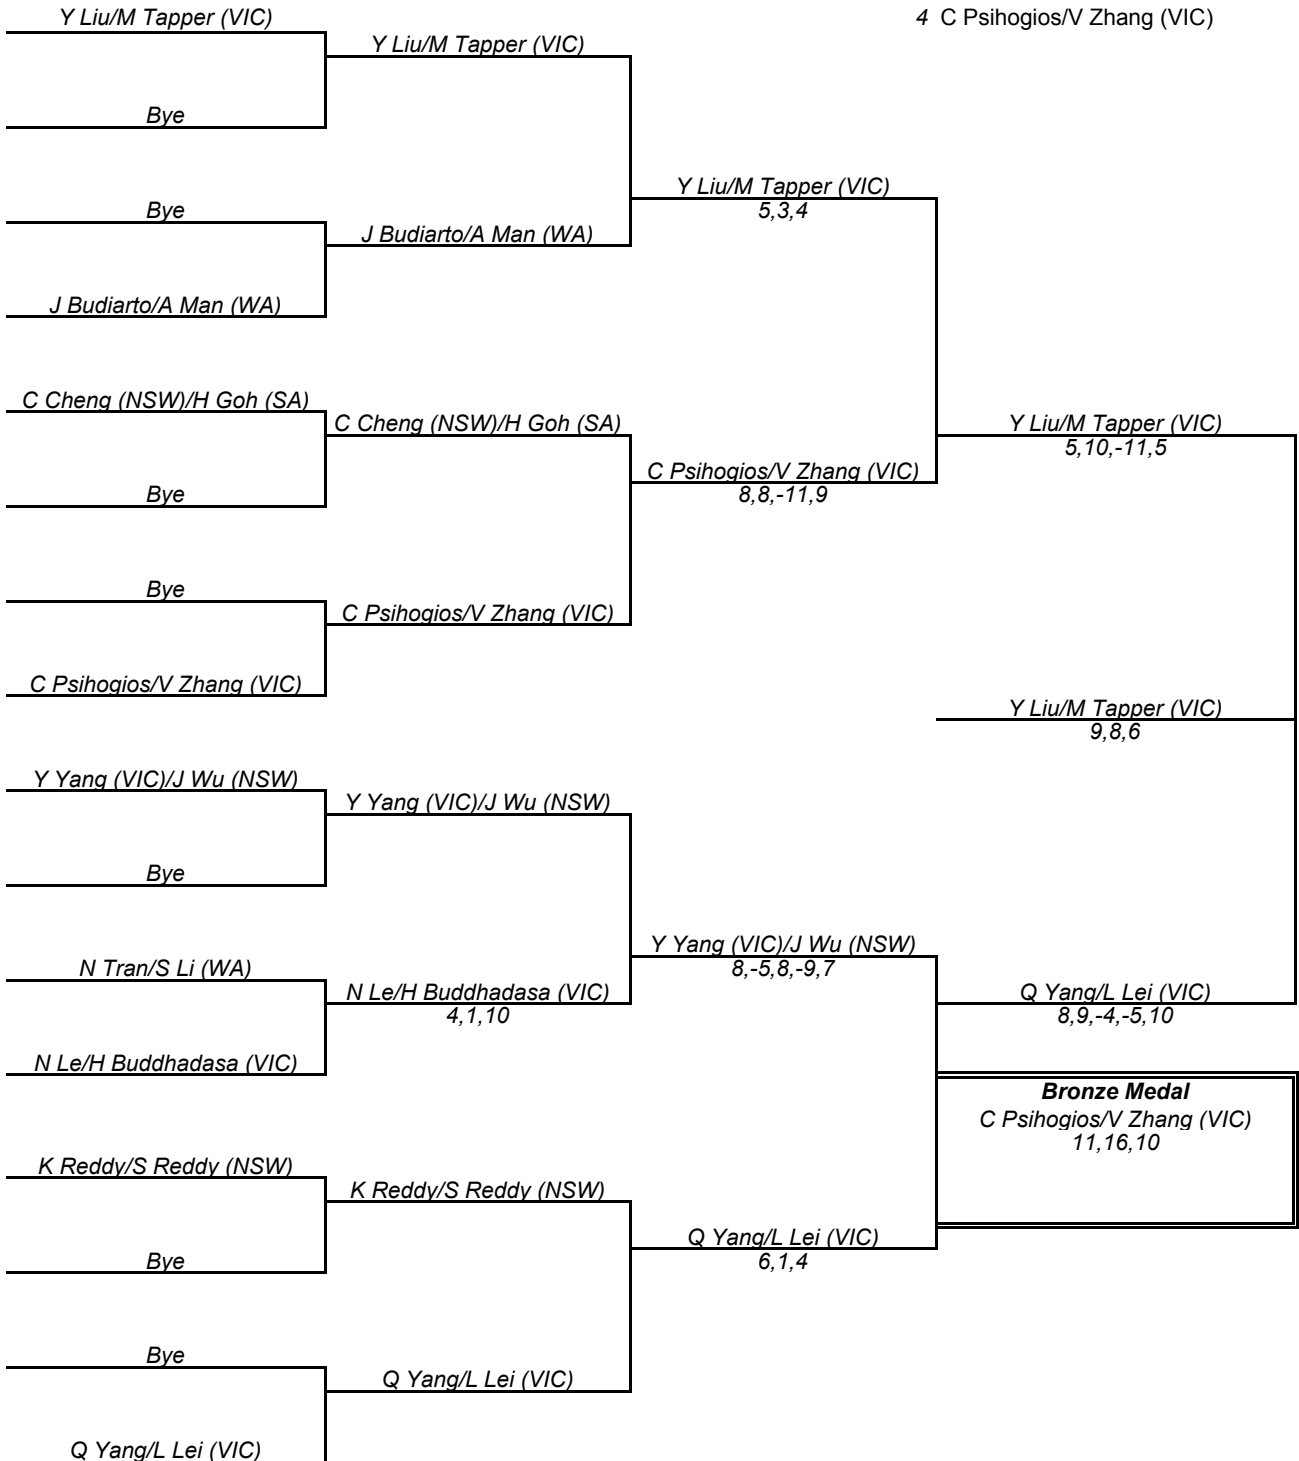 Y Liu/M Tapper (VIC)
4 C Psihogios/V Zhang (VIC)
Y Liu/M Tapper (VIC)
Bye
Y Liu/M Tapper (VIC)
5,3,4
Bye
J Budiarto/A Man (WA)
J Budiarto/A Man (WA)
C Cheng (NSW)/H Goh (SA)
C Cheng (NSW)/H Goh (SA)
Y Liu/M Tapper (VIC)
5,10,-11,5
C Psihogios/V Zhang (VIC)
8,8,-11,9
Bye
Bye
C Psihogios/V Zhang (VIC)
C Psihogios/V Zhang (VIC)
Y Liu/M Tapper (VIC)
9,8,6
Y Yang (VIC)/J Wu (NSW)
Y Yang (VIC)/J Wu (NSW)
Bye
Y Yang (VIC)/J Wu (NSW)
8,-5,8,-9,7
N Tran/S Li (WA)
N Le/H Buddhadasa (VIC)
4,1,10
Q Yang/L Lei (VIC)
8,9,-4,-5,10
N Le/H Buddhadasa (VIC)
Bronze Medal
C Psihogios/V Zhang (VIC)
11,16,10
K Reddy/S Reddy (NSW)
K Reddy/S Reddy (NSW)
Q Yang/L Lei (VIC)
6,1,4
Bye
Bye
Q Yang/L Lei (VIC)
Q Yang/L Lei (VIC)